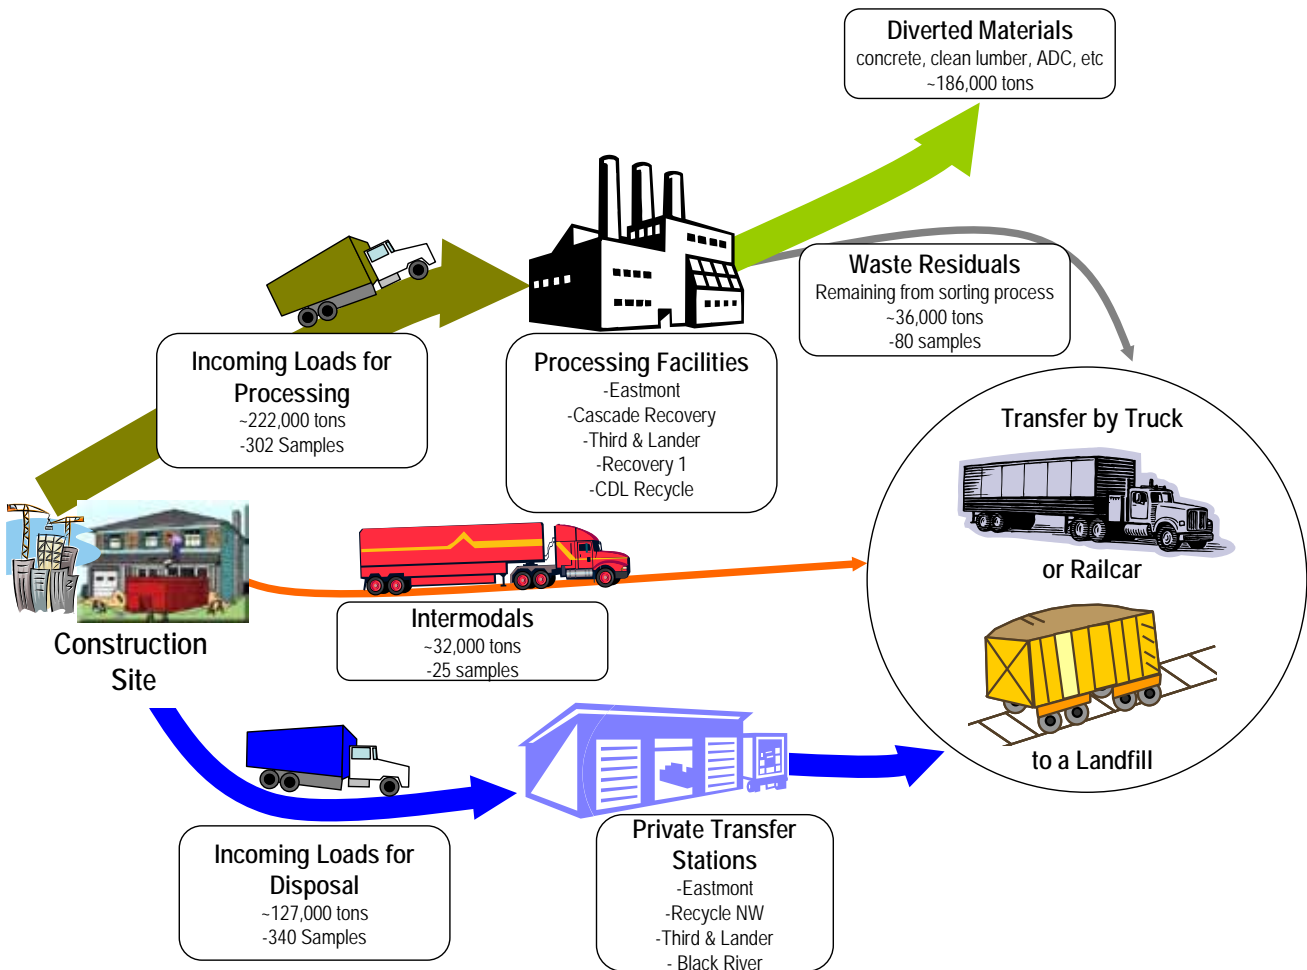 Diverted Materials
concrete, clean lumber, ADC, etc
~186,000 tons
Waste Residuals
Remaining from sorting process
~36,000 tons
-80 samples
Incoming Loads for
Processing
~222,000 tons
-302 Samples
Processing Facilities
-Eastmont
-Cascade Recovery
-Third & Lander
-Recovery 1
-CDL Recycle
Transfer by Truck
or Railcar
to a Landfill
Construction
Site
Intermodals
~32,000 tons
-25 samples
Incoming Loads for
Disposal
~127,000 tons
-340 Samples
Private Transfer
Stations
-Eastmont
-Recycle NW
-Third & Lander
- Black River